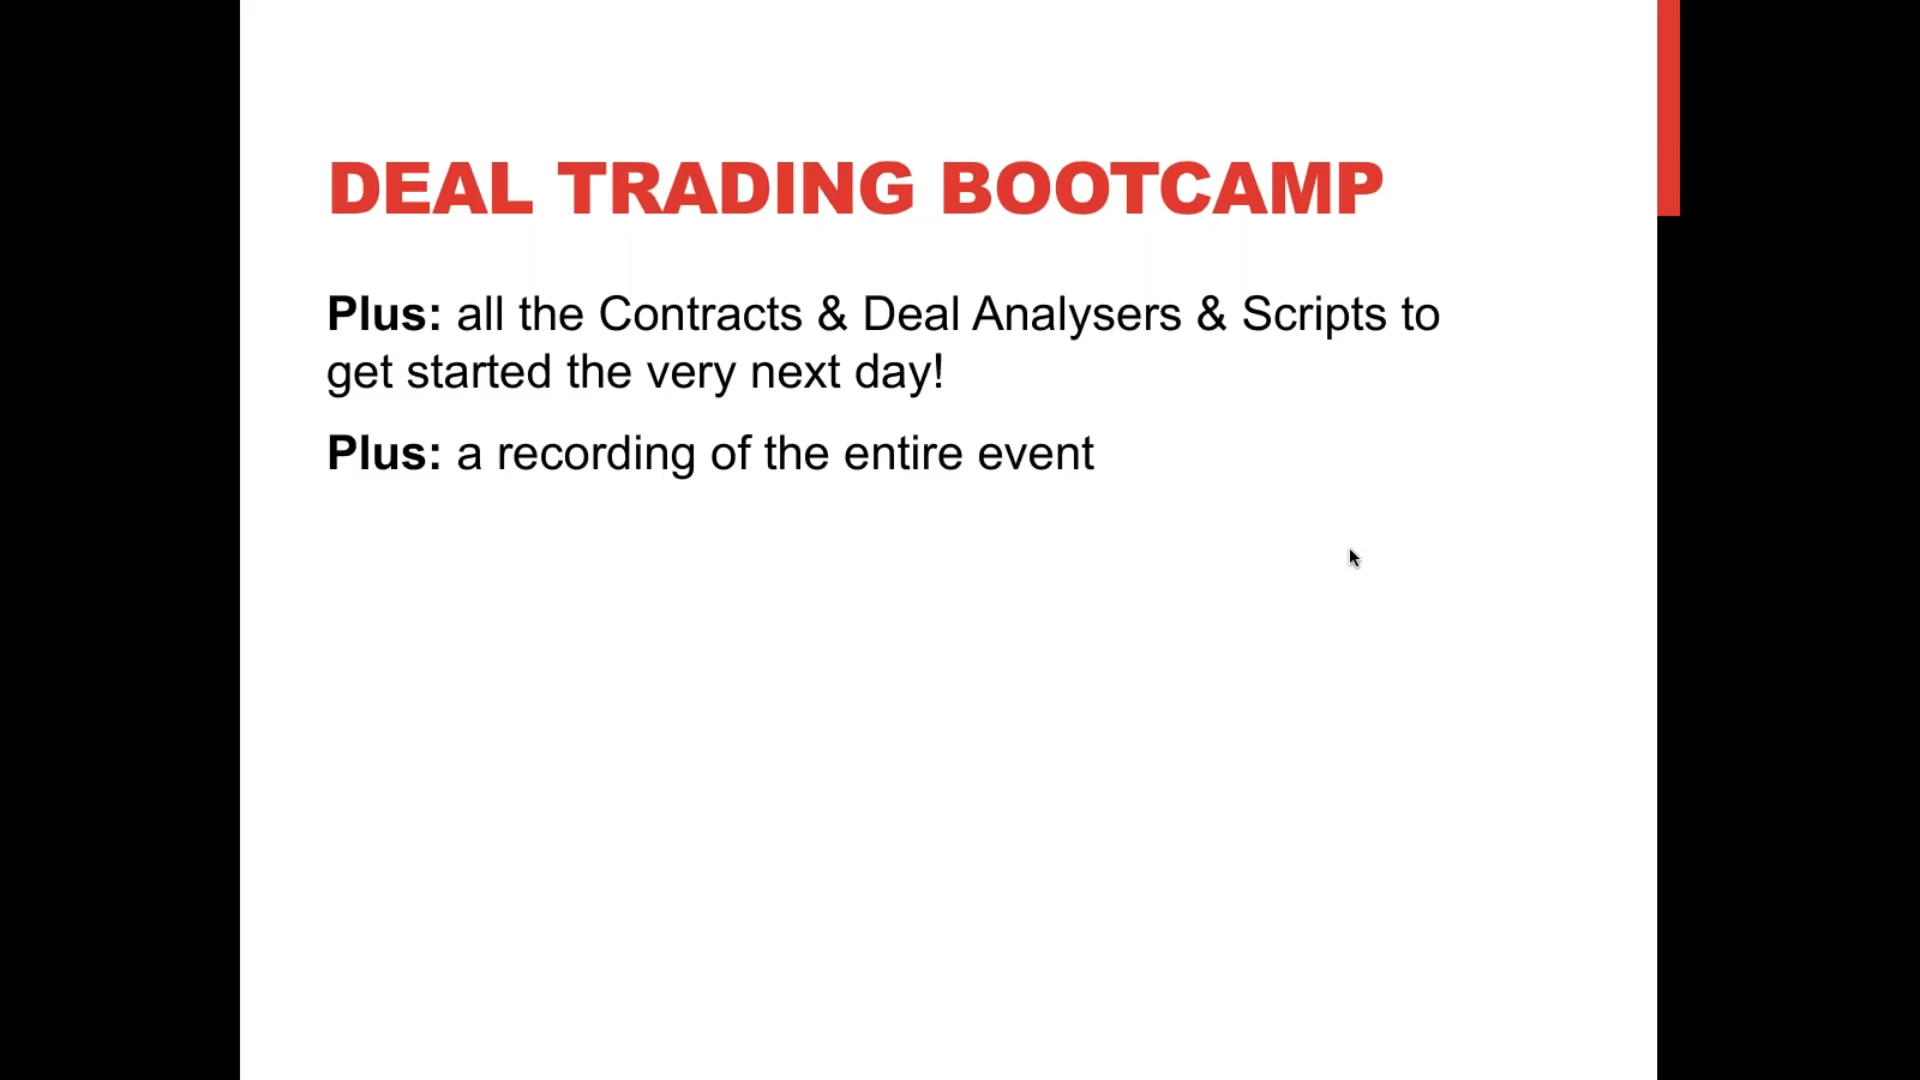 DEAL TRADING BOOTCAMP
Plus: all the Contracts & Deal Analysers & Scripts to
get started the very next day!
Plus: a recording of the entire event